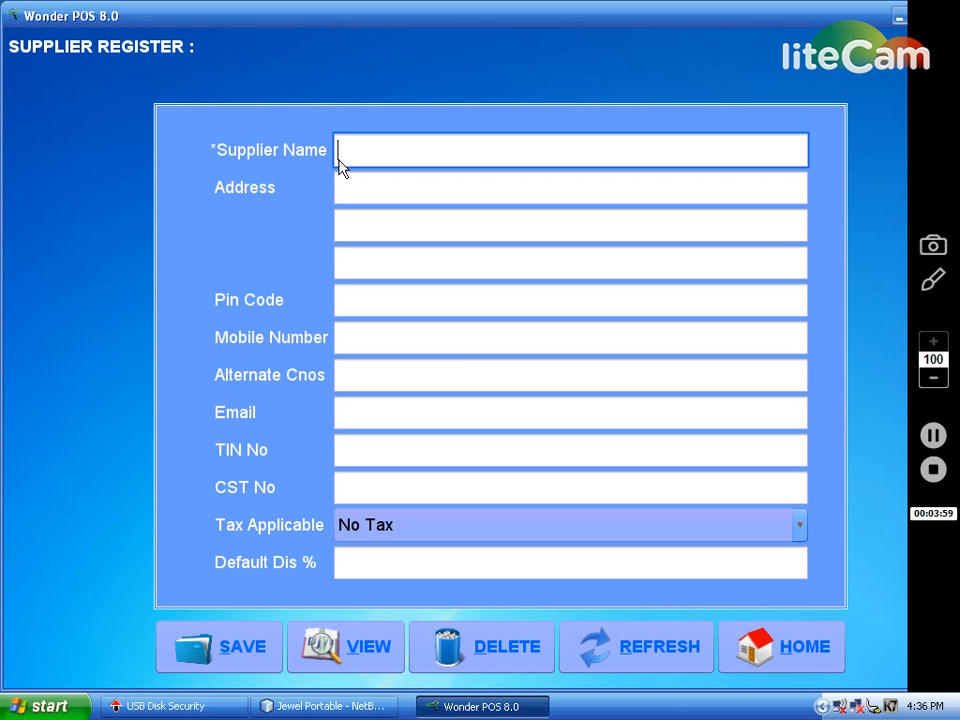 Wonder POS 8.0
SUPPLIER REGISTER :
liteCam
*Supplier Name
Address
Pin Code
Mobile Number
Alternate Cnos
Email
TIN No
CST No
Tax Applicable
No Tax
Default Dis %
SAVE
VIEW
DELETE
REFRESH
HOME
+
100
-
00:03:59
start
USB Disk Security
Jewel Portable - NetB...
Wonder POS 8.0
4:36 PM